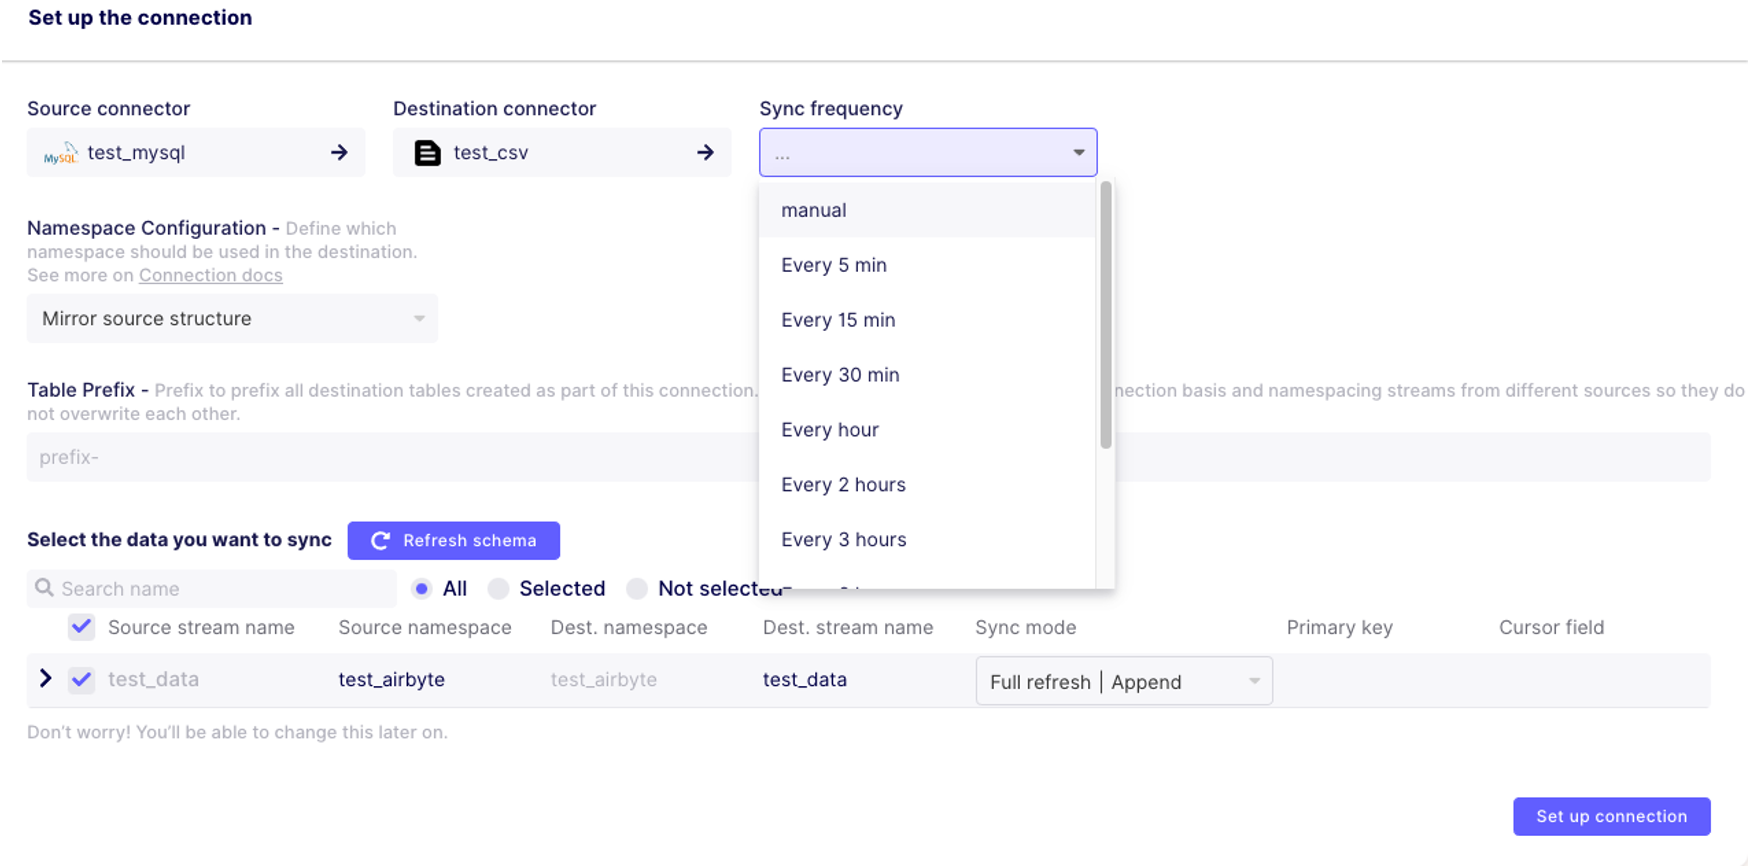 Set up the connection
Source connector
Destination connector
Sync frequency
MySQL test_mysql
test_csv
...
manual
Every 5 min
Every 15 min
Every 30 min
Every hour
Every 2 hours
Every 3 hours
Namespace Configuration - Define which
namespace should be used in the destination.
See more on Connection docs
Mirror source structure
Table Prefix - Prefix to prefix all destination tables created as part of this connection. basis and namespacing streams from different sources so they do
not overwrite each other.
prefix-
Select the data you want to sync
Refresh schema
Search name
All
Selected
Not selected
Source stream name
Source namespace
Dest. namespace
Dest. stream name
Sync mode
Primary key
Cursor field
test_data
test_airbyte
test_airbyte
test_data
Full refresh | Append
Don't worry! You'll be able to change this later on.
Set up connection